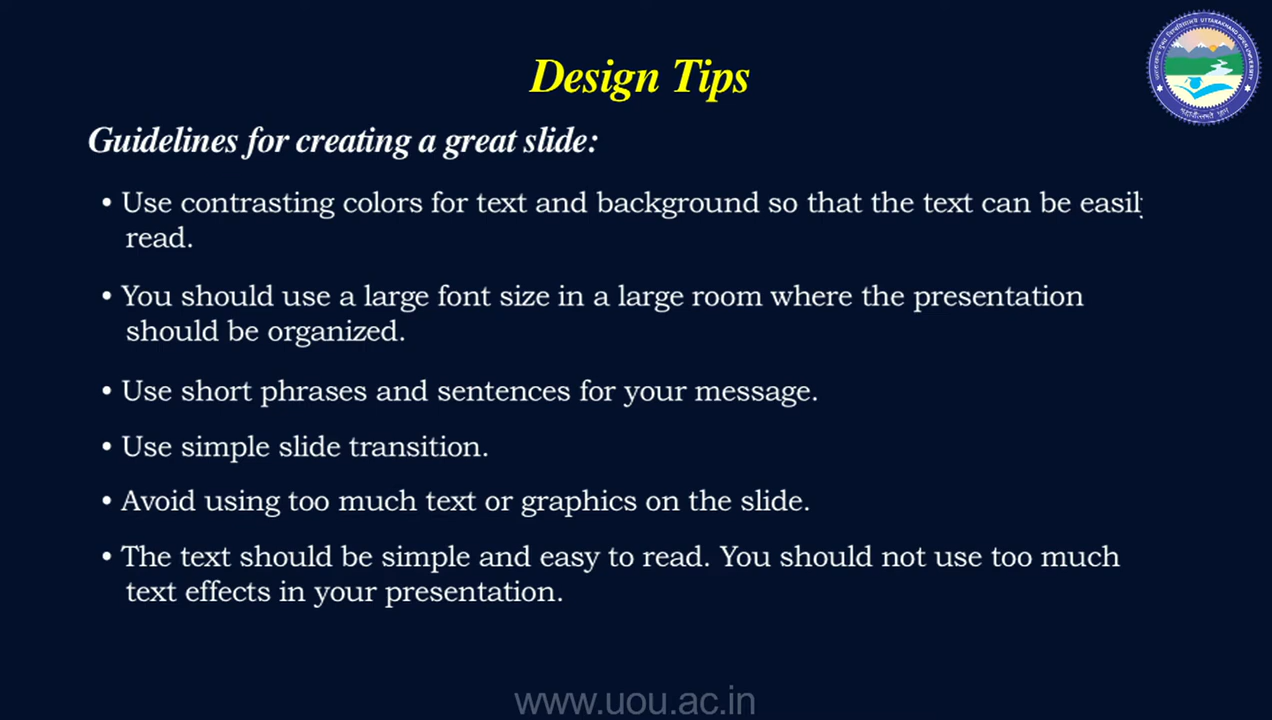 Design Tips
Guidelines for creating a great slide:
• Use contrasting colors for text and background so that the text can be easily
read.
• You should use a large font size in a large room where the presentation
should be organized.
• Use short phrases and sentences for your message.
• Use simple slide transition.
• Avoid using too much text or graphics on the slide.
• The text should be simple and easy to read. You should not use too much
text effects in your presentation.
UTTARAKHAND OPEN UNIVERSITY
www.uou.ac.in